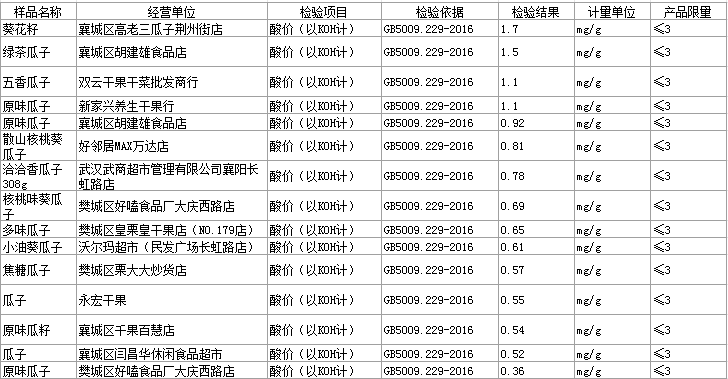 样品名称 经营单位 检验项目 检验依据 检验结果 计量单位 产品限量
葵花籽 襄城区高老三瓜子荆州街店 酸价（以KOH计） GB5009.229-2016 1.7 mg/g ≤3
绿茶瓜子 襄城区胡建雄食品店 酸价（以KOH计） GB5009.229-2016 1.5 mg/g ≤3
五香瓜子 双云干果干菜批发商行 酸价（以KOH计） GB5009.229-2016 1.1 mg/g ≤3
原味瓜子 新家兴养生干果行 酸价（以KOH计） GB5009.229-2016 1.1 mg/g ≤3
原味瓜子 襄城区胡建雄食品店 酸价（以KOH计） GB5009.229-2016 0.92 mg/g ≤3
散山核桃葵
瓜子 好邻居MAX万达店 酸价（以KOH计） GB5009.229-2016 0.81 mg/g ≤3
洽洽香瓜子 武汉武商超市管理有限公司襄阳长
308g 虹路店 酸价（以KOH计） GB5009.229-2016 0.78 mg/g ≤3
核桃味葵瓜
子 樊城区好嗑食品厂大庆西路店 酸价（以KOH计） GB5009.229-2016 0.69 mg/g ≤3
多味瓜子 樊城区皇栗皇干果店（NO.179店） 酸价（以KOH计） GB5009.229-2016 0.65 mg/g ≤3
小油葵瓜子 沃尔玛超市（民发广场长虹路店） 酸价（以KOH计） GB5009.229-2016 0.61 mg/g ≤3
焦糖瓜子 樊城区栗大大炒货店 酸价（以KOH计） GB5009.229-2016 0.57 mg/g ≤3
瓜子 永宏干果 酸价（以KOH计） GB5009.229-2016 0.55 mg/g ≤3
原味瓜籽 襄城区千果百慧店 酸价（以KOH计） GB5009.229-2016 0.54 mg/g ≤3
瓜子 襄城区闫昌华休闲食品超市 酸价（以KOH计） GB5009.229-2016 0.52 mg/g ≤3
原味瓜子 樊城区好嗑食品厂大庆西路店 酸价（以KOH计） GB5009.229-2016 0.36 mg/g ≤3